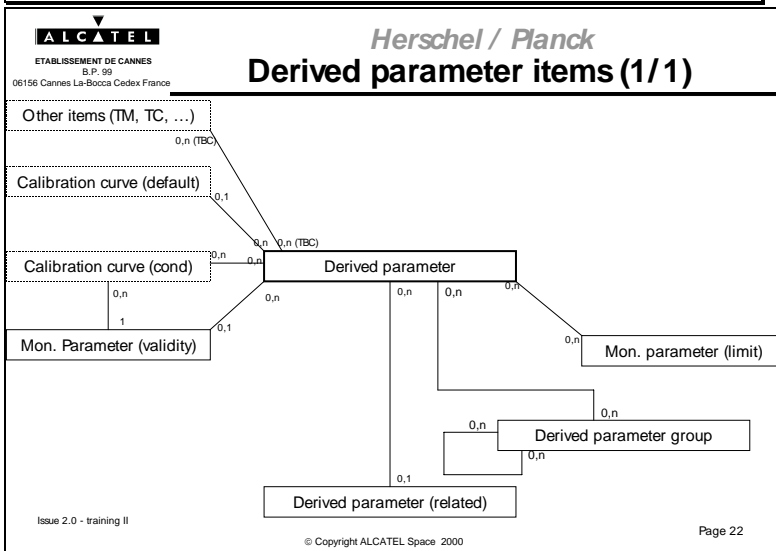 ALCATEL
ETABLISSEMENT DE CANNES
B.P. 99
06156 Cannes La-Bocca Cedex France
Herschel / Planck
Derived parameter items (1/1)
Other items (TM, TC, …)
0,n (TBC)
Calibration curve (default)
0,1
0,n
0,n (TBC)
Calibration curve (cond)
0,n
0,n
Derived parameter
0,n
0,n
0,n
0,n
0,n
1
0,1
Mon. Parameter (validity)
0,n
Mon. parameter (limit)
0,n
0,n
Derived parameter group
0,n
0,1
Derived parameter (related)
Issue 2.0 - training II
© Copyright ALCATEL Space 2000
Page 22